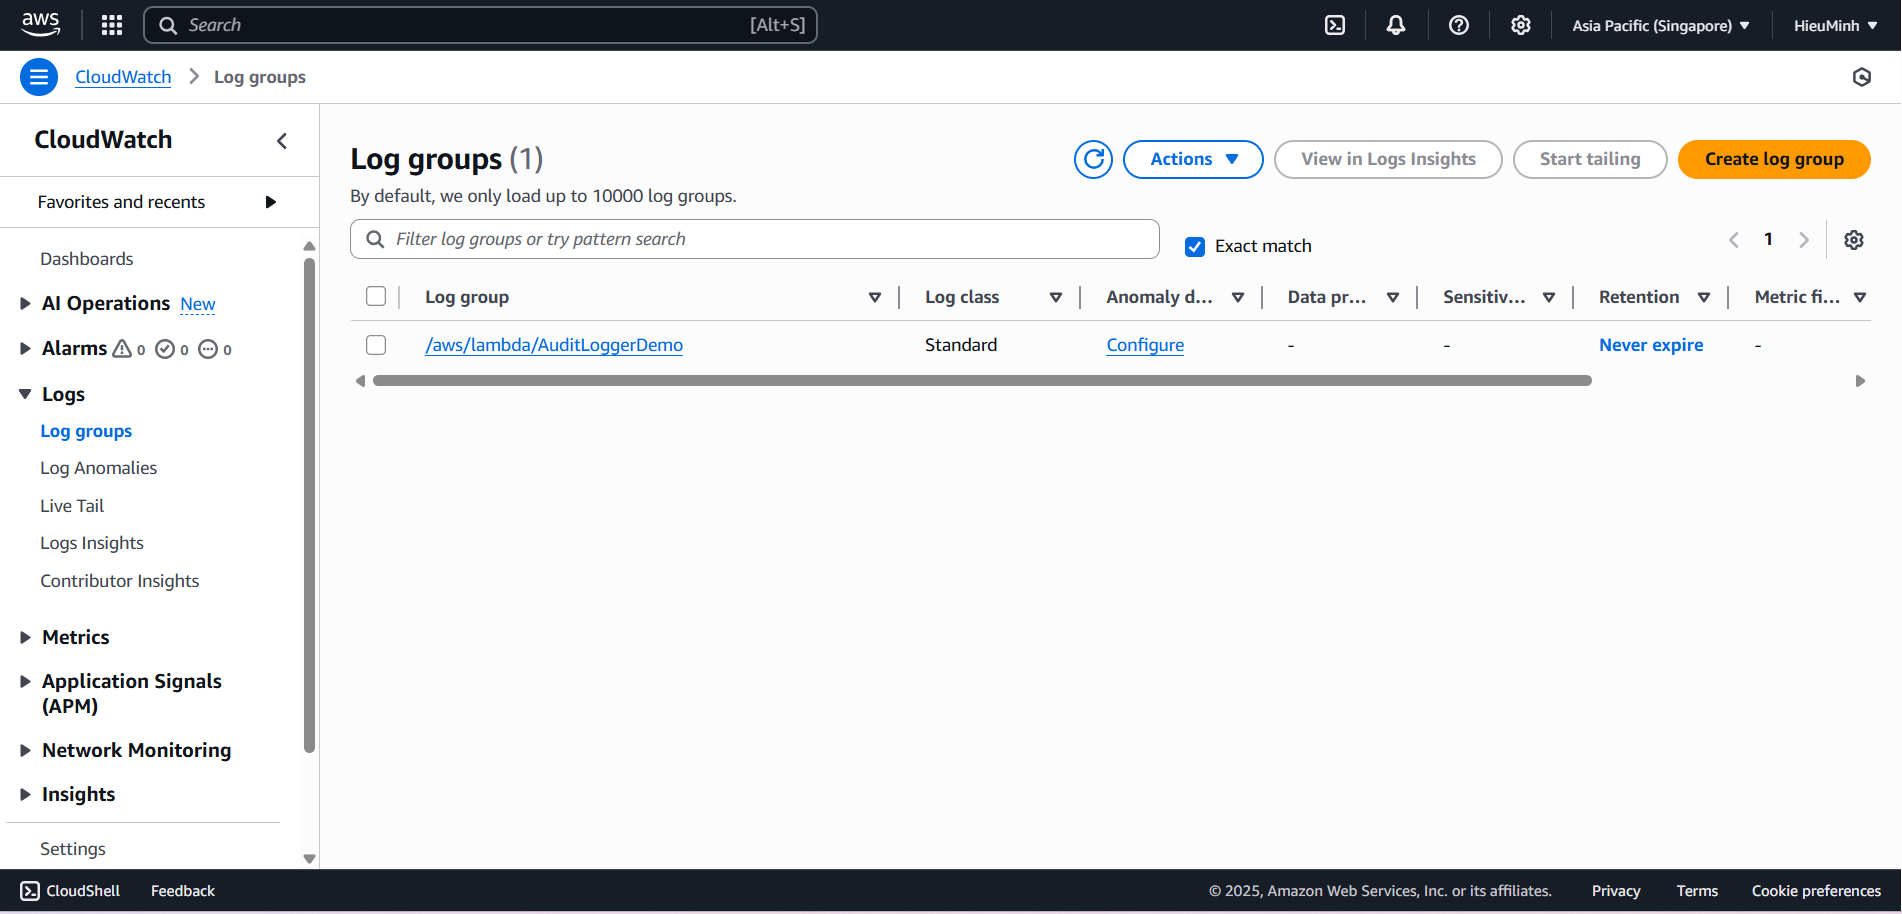 aws
Search [Alt+S]
Asia Pacific (Singapore)
HieuMinh
CloudWatch
Log groups
CloudWatch
Favorites and recents
Dashboards
AI Operations New
Alarms 0 0 0
Logs
Log groups
Log Anomalies
Live Tail
Logs Insights
Contributor Insights
Metrics
Application Signals
(APM)
Network Monitoring
Insights
Settings
Log groups (1)
Actions
View in Logs Insights
Start tailing
Create log group
By default, we only load up to 10000 log groups.
Filter log groups or try pattern search
Exact match
1
Log group Log class Anomaly d... Data pr... Sensitiv... Retention Metric fi...
/aws/lambda/AuditLoggerDemo Standard Configure - - Never expire -
CloudShell Feedback © 2025, Amazon Web Services, Inc. or its affiliates. Privacy Terms Cookie preferences